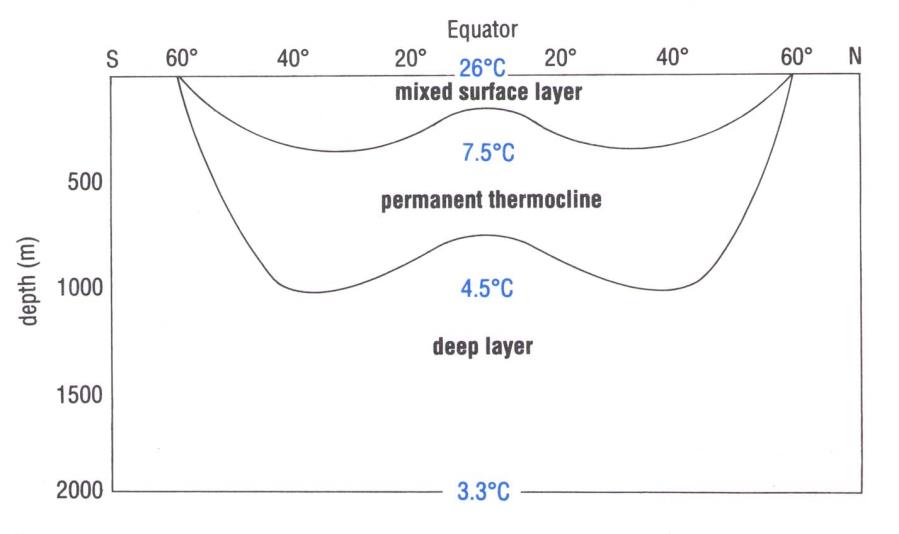 Equator
S 60° 40° 20° 20° 40° 60° N
26°C
mixed surface layer
7.5°C
500
permanent thermocline
depth (m)
1000
4.5°C
deep layer
1500
2000
3.3°C